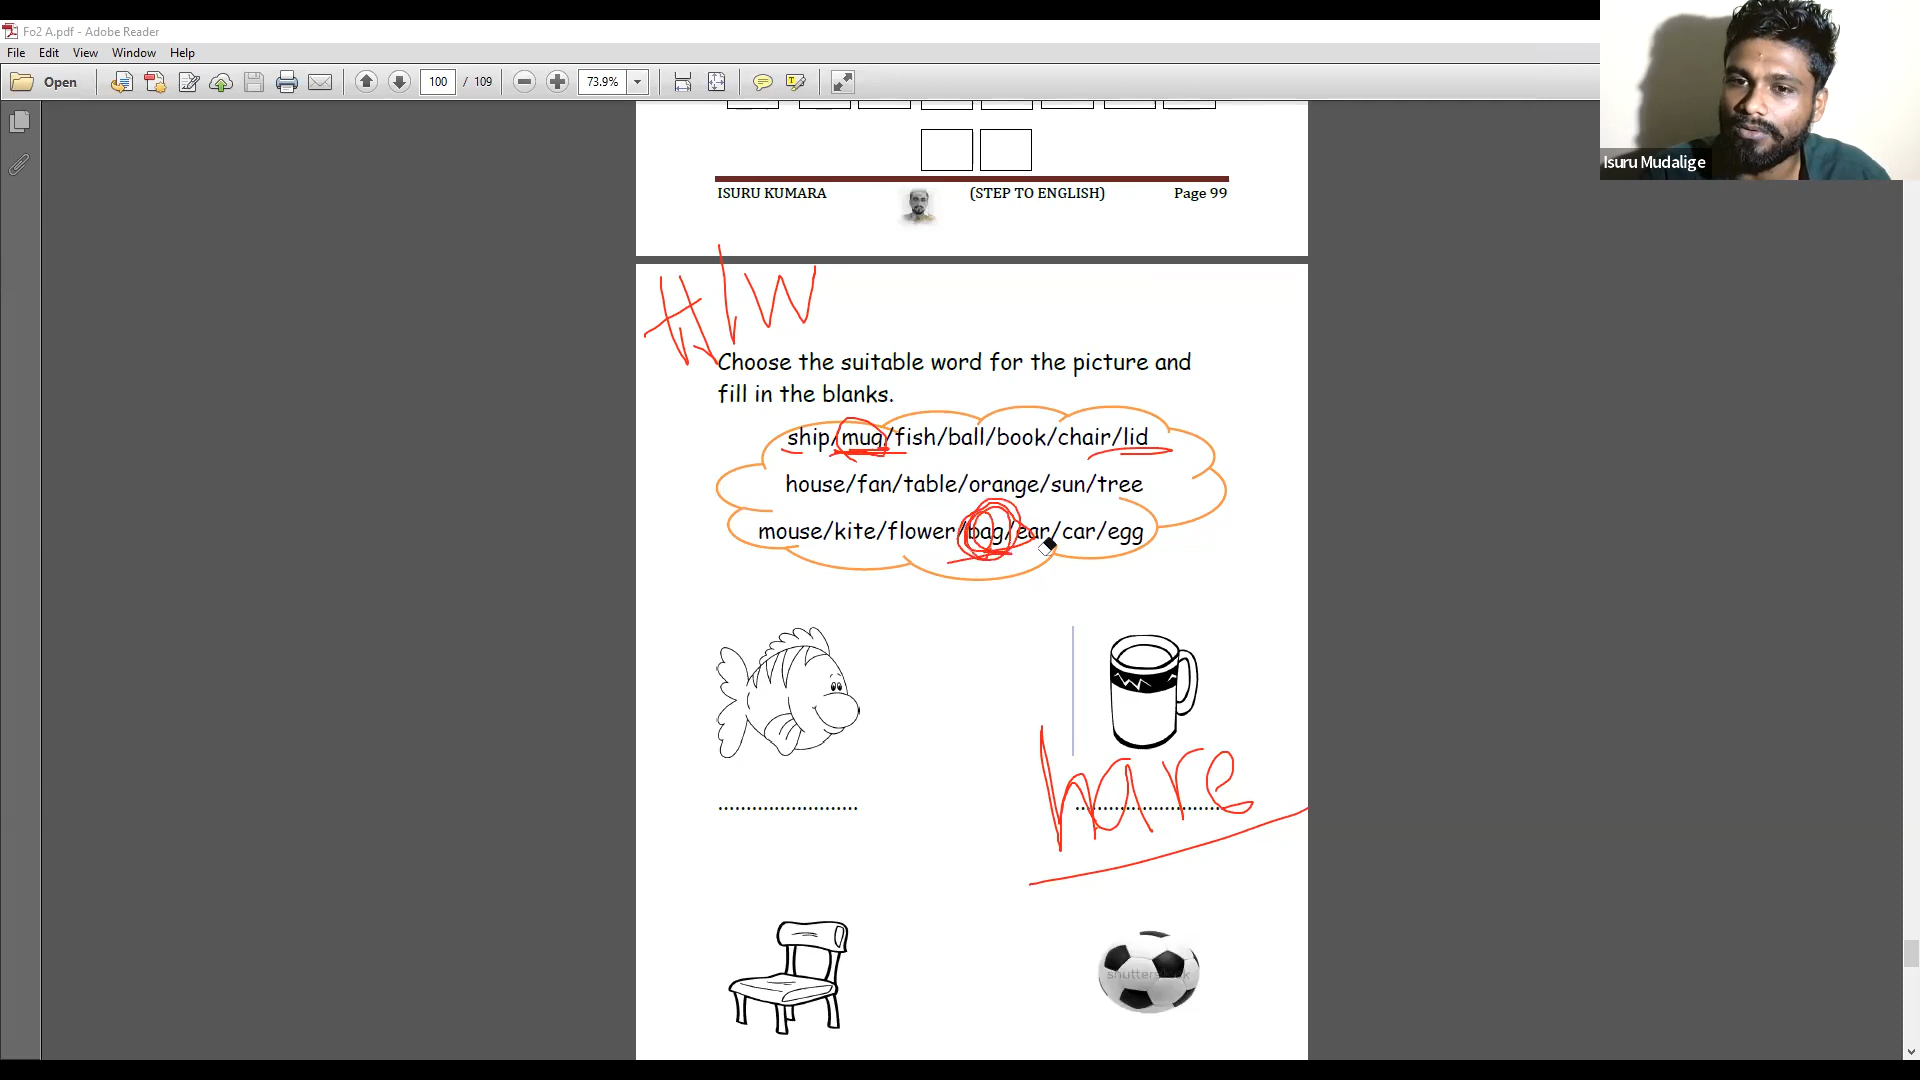 Fo2 A.pdf - Adobe Reader
File Edit View Window Help
Open 100 / 109 73.9%
Isuru Mudalige
ISURU KUMARA (STEP TO ENGLISH) Page 99
H/W
Choose the suitable word for the picture and
fill in the blanks.
ship/mug/fish/ball/book/chair/lid
house/fan/table/orange/sun/tree
mouse/kite/flower/bag/ear/car/egg
hare
........................ ........................